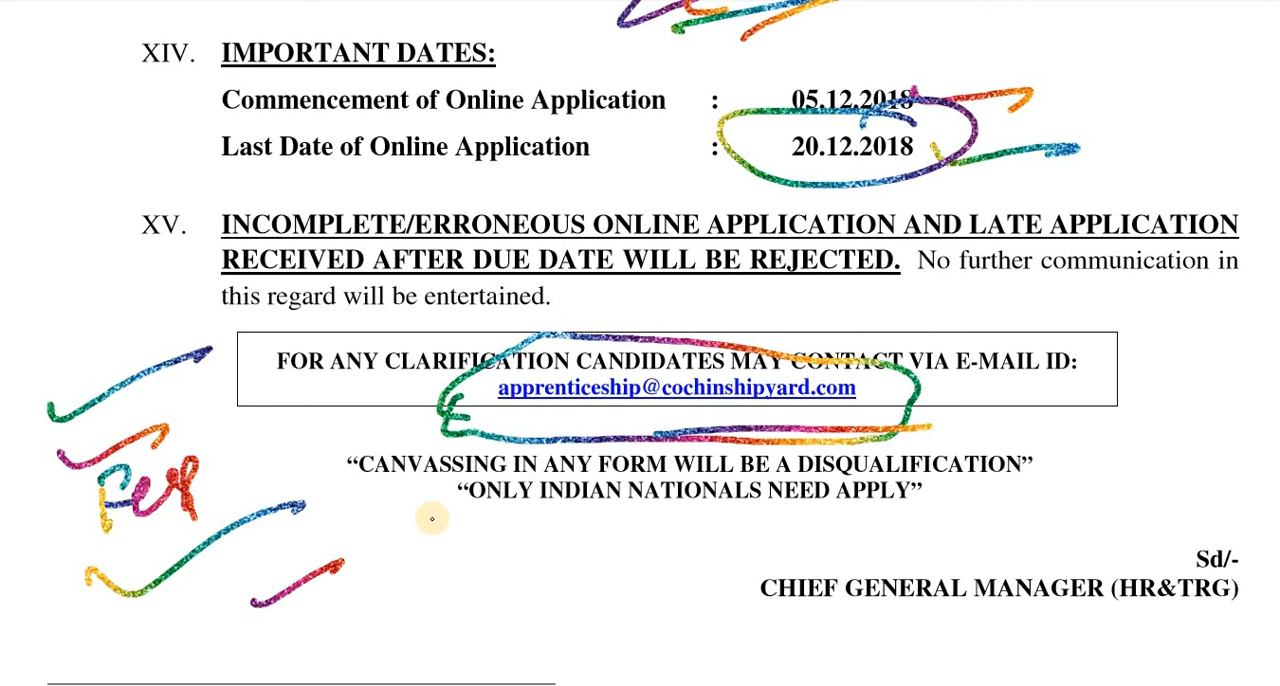 XIV. IMPORTANT DATES:
Commencement of Online Application : 05.12.2018
Last Date of Online Application : 20.12.2018
XV. INCOMPLETE/ERRONEOUS ONLINE APPLICATION AND LATE APPLICATION
RECEIVED AFTER DUE DATE WILL BE REJECTED. No further communication in
this regard will be entertained.
FOR ANY CLARIFICATION CANDIDATES MAY CONTACT VIA E-MAIL ID:
apprenticeship@cochinshipyard.com
“CANVASSING IN ANY FORM WILL BE A DISQUALIFICATION”
“ONLY INDIAN NATIONALS NEED APPLY”
Sd/-
CHIEF GENERAL MANAGER (HR&TRG)